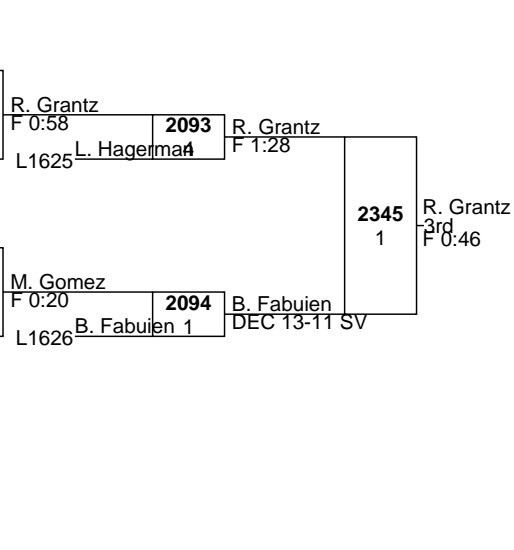 R. Grantz
F 0:58
2093
4
L. Hagerman
L1625
R. Grantz
F 1:28
2345
1
R. Grantz
3rd
F 0:46
M. Gomez
F 0:20
2094
1
B. Fabuien
L1626
B. Fabuien
DEC 13-11 SV